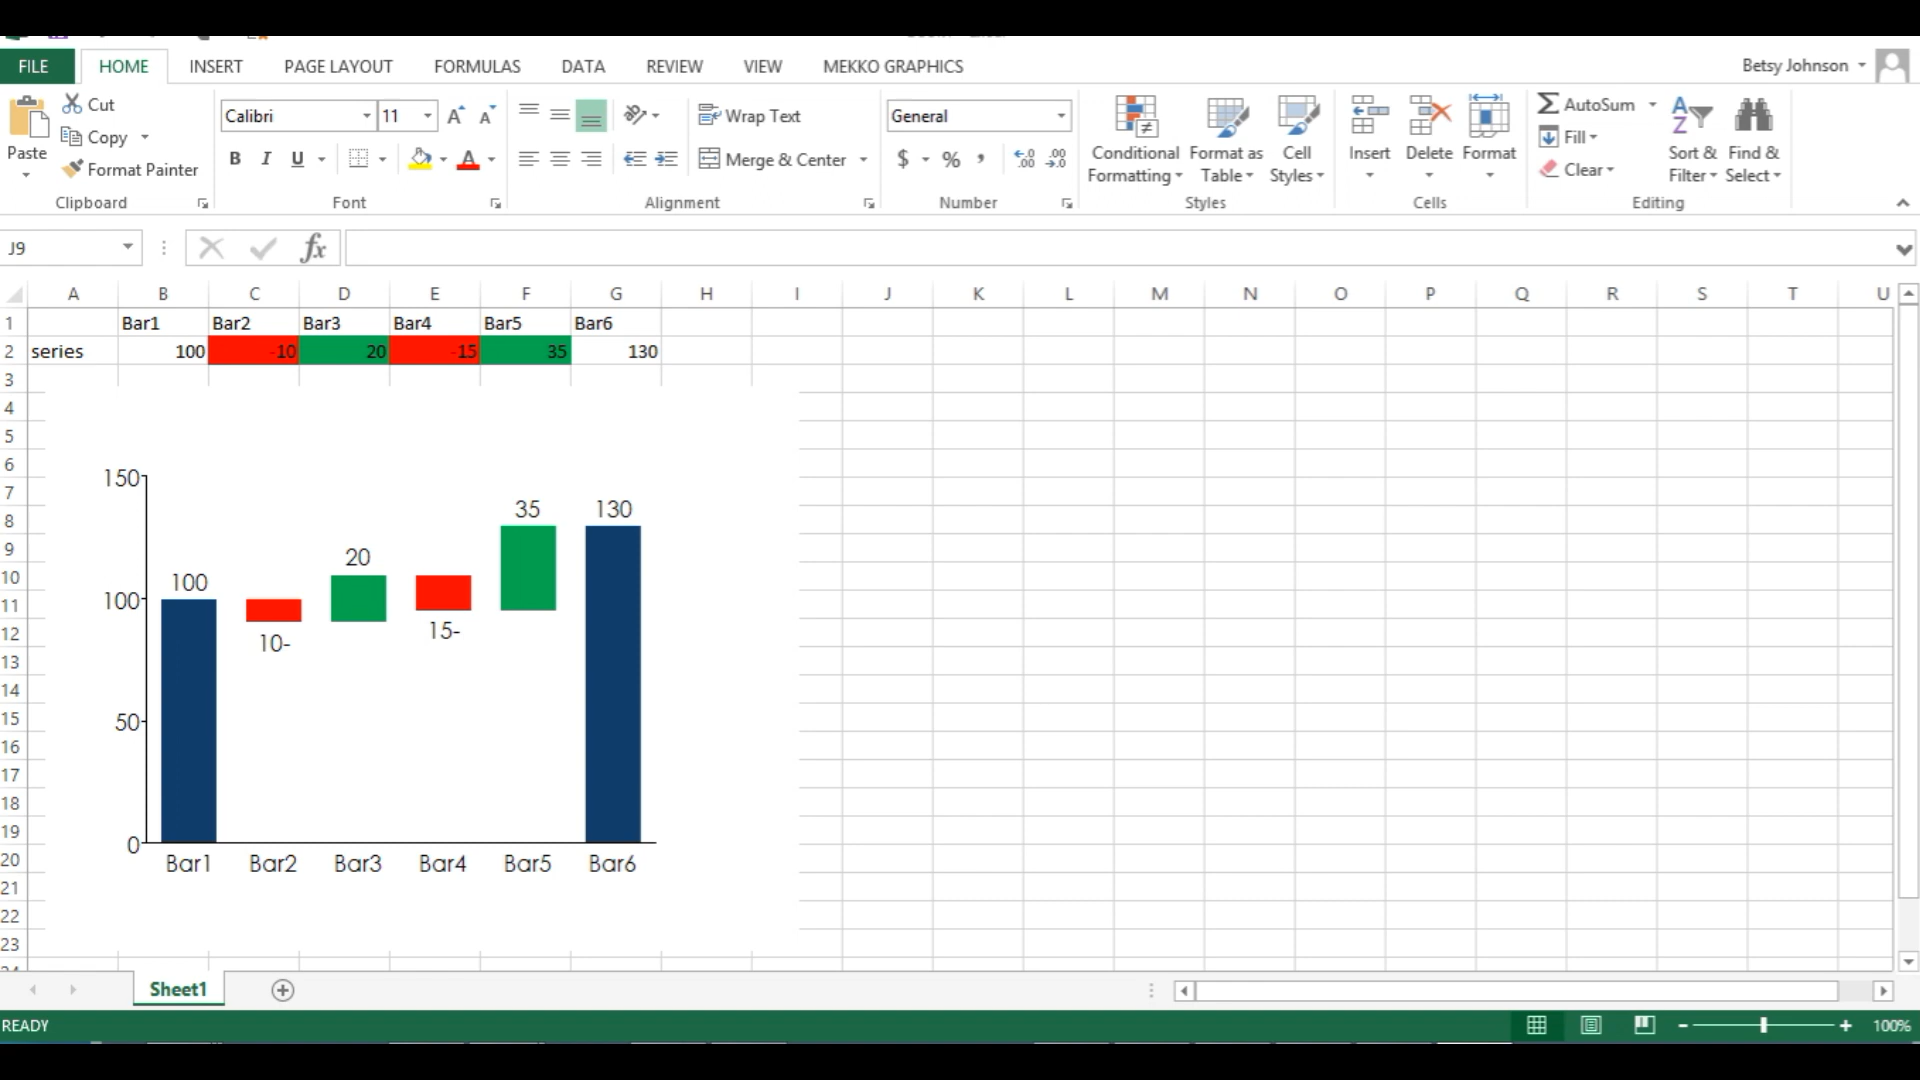 FILE HOME INSERT PAGE LAYOUT FORMULAS DATA REVIEW VIEW MEKKO GRAPHICS Betsy Johnson
Cut Calibri 11 Wrap Text General AutoSum
Copy Fill
Paste Format Painter B I U Merge & Center $ % Conditional Formatting Format as Table Cell Styles Insert Delete Format Clear Sort & Filter Find & Select
Clipboard Font Alignment Number Styles Cells Editing
J9 fx
A B C D E F G H I J K L M N O P Q R S T U
1 Bar1 Bar2 Bar3 Bar4 Bar5 Bar6
2 series 100 -10 20 -15 35 130
3
4
5
6
7
8
9
10
11
12
13
14
15
16
17
18
19
20
21
22
23
150
100
50
0
100
10-
20
15-
35
130
Bar1 Bar2 Bar3 Bar4 Bar5 Bar6
Sheet1
READY 100%